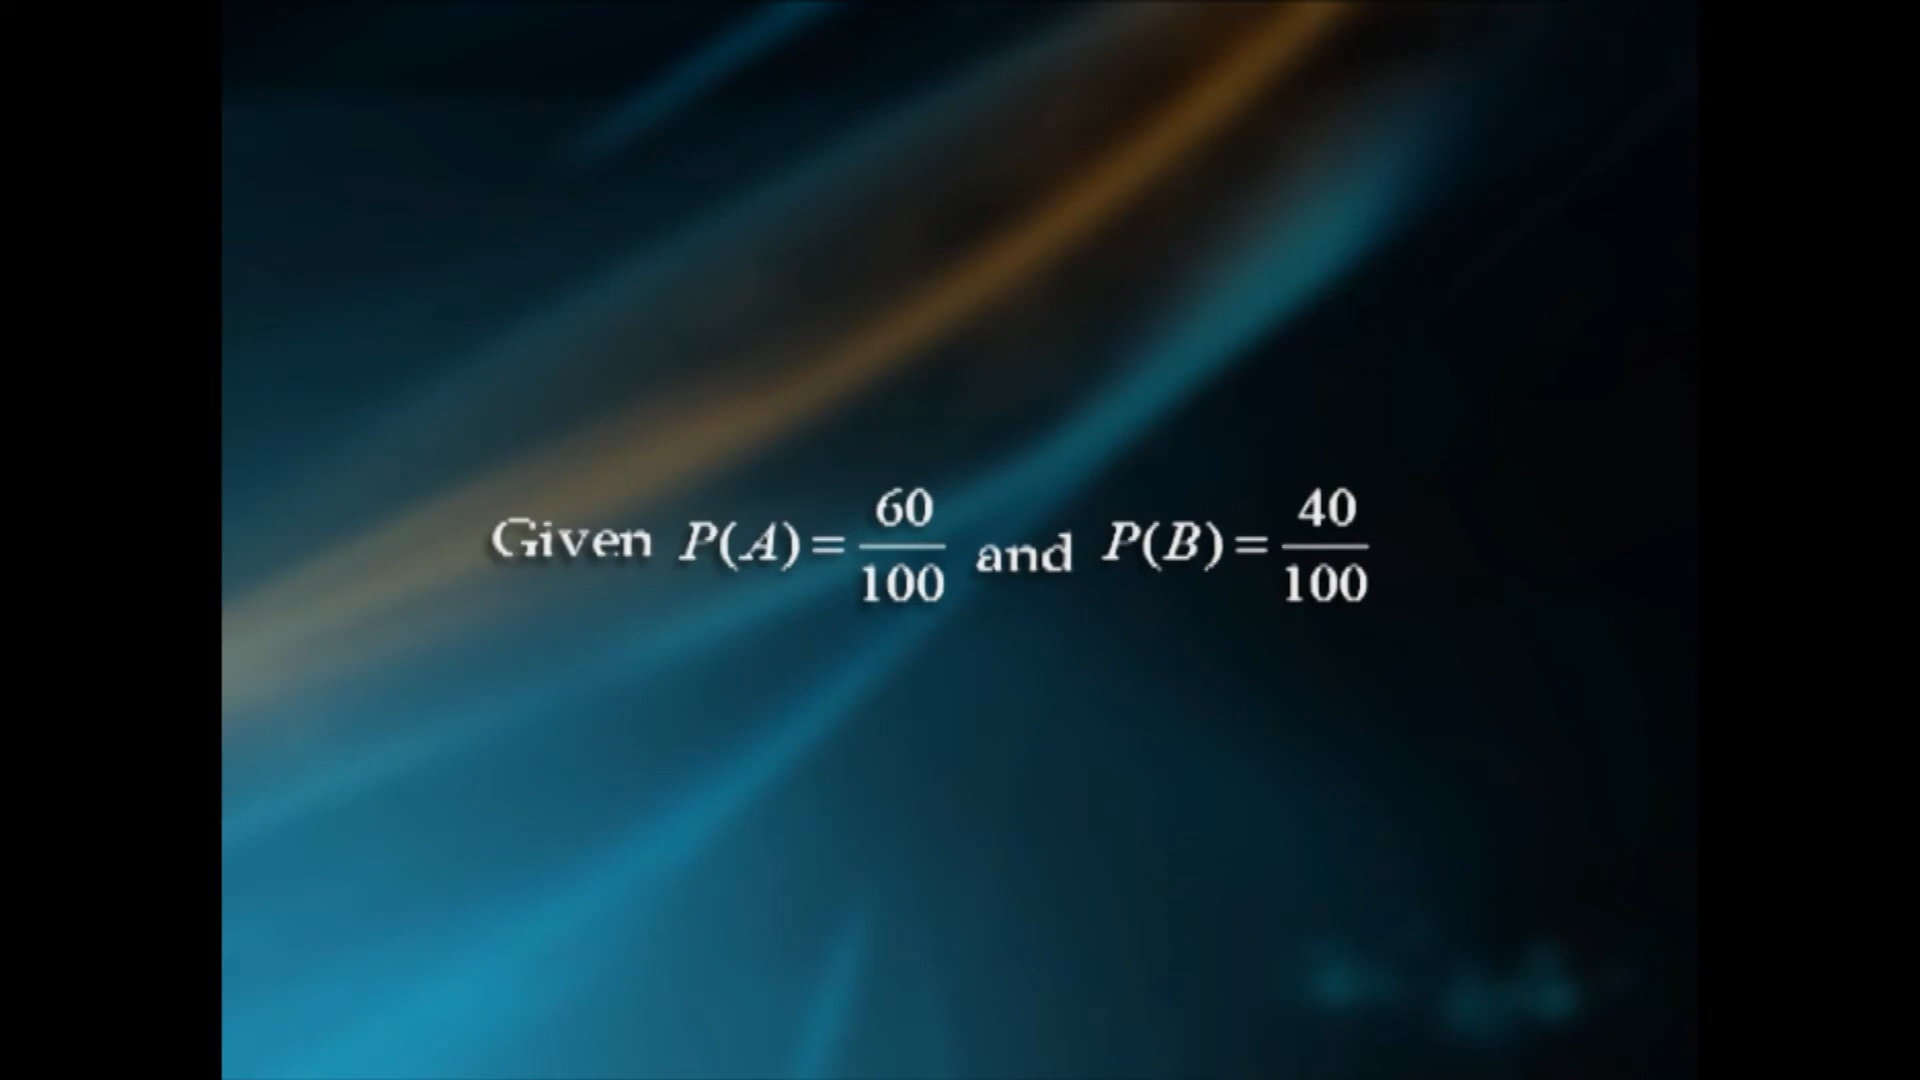 Given P(A) = 60/100 and P(B) = 40/100